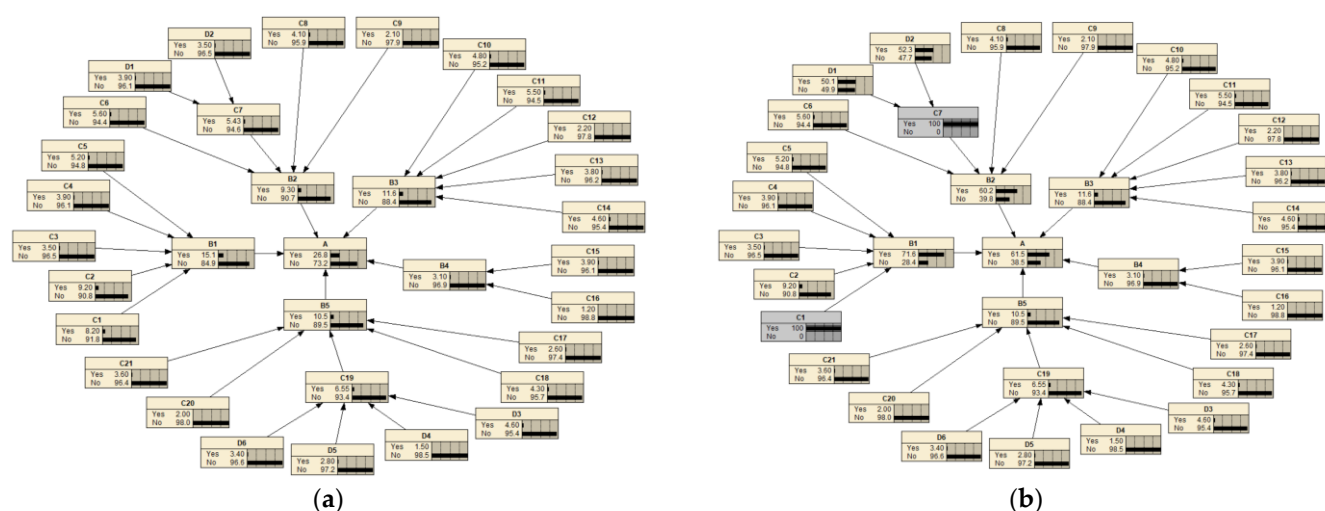 D2
Yes 3.50
No 96.5
C8
Yes 4.10
No 95.9
C9
Yes 2.10
No 97.9
C10
Yes 4.80
No 95.2
D1
Yes 3.90
No 96.1
C11
Yes 5.50
No 94.5
C6
Yes 5.60
No 94.4
C7
Yes 5.43
No 94.6
C12
Yes 2.20
No 97.8
C5
Yes 5.20
No 94.8
C13
Yes 3.80
No 96.2
B2
Yes 9.30
No 90.7
B3
Yes 11.6
No 88.4
C4
Yes 3.90
No 96.1
C14
Yes 4.60
No 95.4
C3
Yes 3.50
No 96.5
B1
Yes 15.1
No 84.9
A
Yes 26.8
No 73.2
C15
Yes 3.90
No 96.1
B4
Yes 3.10
No 96.9
C2
Yes 9.20
No 90.8
C16
Yes 1.20
No 98.8
B5
Yes 10.5
No 89.5
C1
Yes 8.20
No 91.8
C17
Yes 2.60
No 97.4
C21
Yes 3.60
No 96.4
C19
Yes 6.55
No 93.4
C18
Yes 4.30
No 95.7
C20
Yes 2.00
No 98.0
D3
Yes 4.60
No 95.4
D6
Yes 3.40
No 96.6
D5
Yes 2.80
No 97.2
D4
Yes 1.50
No 98.5
(a)
D2
Yes 52.3
No 47.7
C8
Yes 4.10
No 95.9
C9
Yes 2.10
No 97.9
C10
Yes 4.80
No 95.2
D1
Yes 50.1
No 49.9
C11
Yes 5.50
No 94.5
C6
Yes 5.60
No 94.4
C7
Yes 100
No 0
C12
Yes 2.20
No 97.8
C5
Yes 5.20
No 94.8
C13
Yes 3.80
No 96.2
B2
Yes 60.2
No 39.8
B3
Yes 11.6
No 88.4
C4
Yes 3.90
No 96.1
C14
Yes 4.60
No 95.4
C3
Yes 3.50
No 96.5
B1
Yes 71.6
No 28.4
A
Yes 61.5
No 38.5
C15
Yes 3.90
No 96.1
B4
Yes 3.10
No 96.9
C2
Yes 9.20
No 90.8
C16
Yes 1.20
No 98.8
B5
Yes 10.5
No 89.5
C1
Yes 100
No 0
C17
Yes 2.60
No 97.4
C21
Yes 3.60
No 96.4
C19
Yes 6.55
No 93.4
C18
Yes 4.30
No 95.7
C20
Yes 2.00
No 98.0
D3
Yes 4.60
No 95.4
D6
Yes 3.40
No 96.6
D5
Yes 2.80
No 97.2
D4
Yes 1.50
No 98.5
(b)